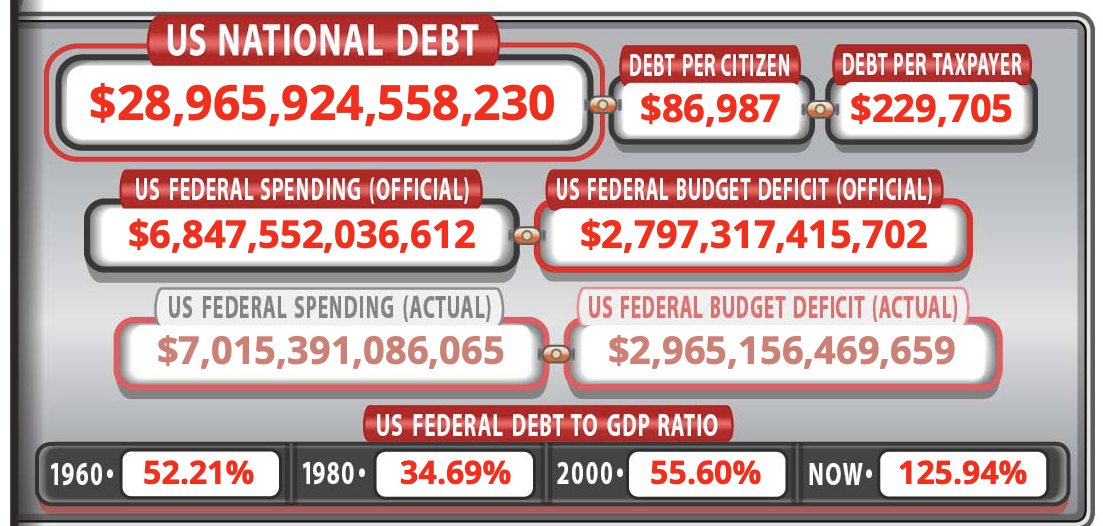 US NATIONAL DEBT
$28,965,924,558,230
DEBT PER CITIZEN
$86,987
DEBT PER TAXPAYER
$229,705
US FEDERAL SPENDING (OFFICIAL)
$6,847,552,036,612
US FEDERAL BUDGET DEFICIT (OFFICIAL)
$2,797,317,415,702
US FEDERAL SPENDING (ACTUAL)
$7,015,391,086,065
US FEDERAL BUDGET DEFICIT (ACTUAL)
$2,965,156,469,659
US FEDERAL DEBT TO GDP RATIO
1960• 52.21% 1980• 34.69% 2000• 55.60% NOW• 125.94%